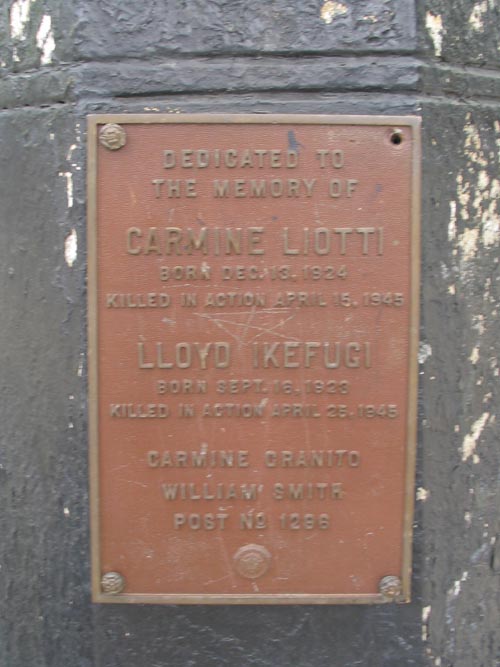 DEDICATED TO
THE MEMORY OF
CARMINE LIOTTI
BORN DEC. 13. 1924
KILLED IN ACTION APRIL 15. 1945
LLOYD IKEFUGI
BORN SEPT. 16. 1923
KILLED IN ACTION APRIL 25. 1945
CARMINE GRANITO
WILLIAM SMITH
POST NO 1296